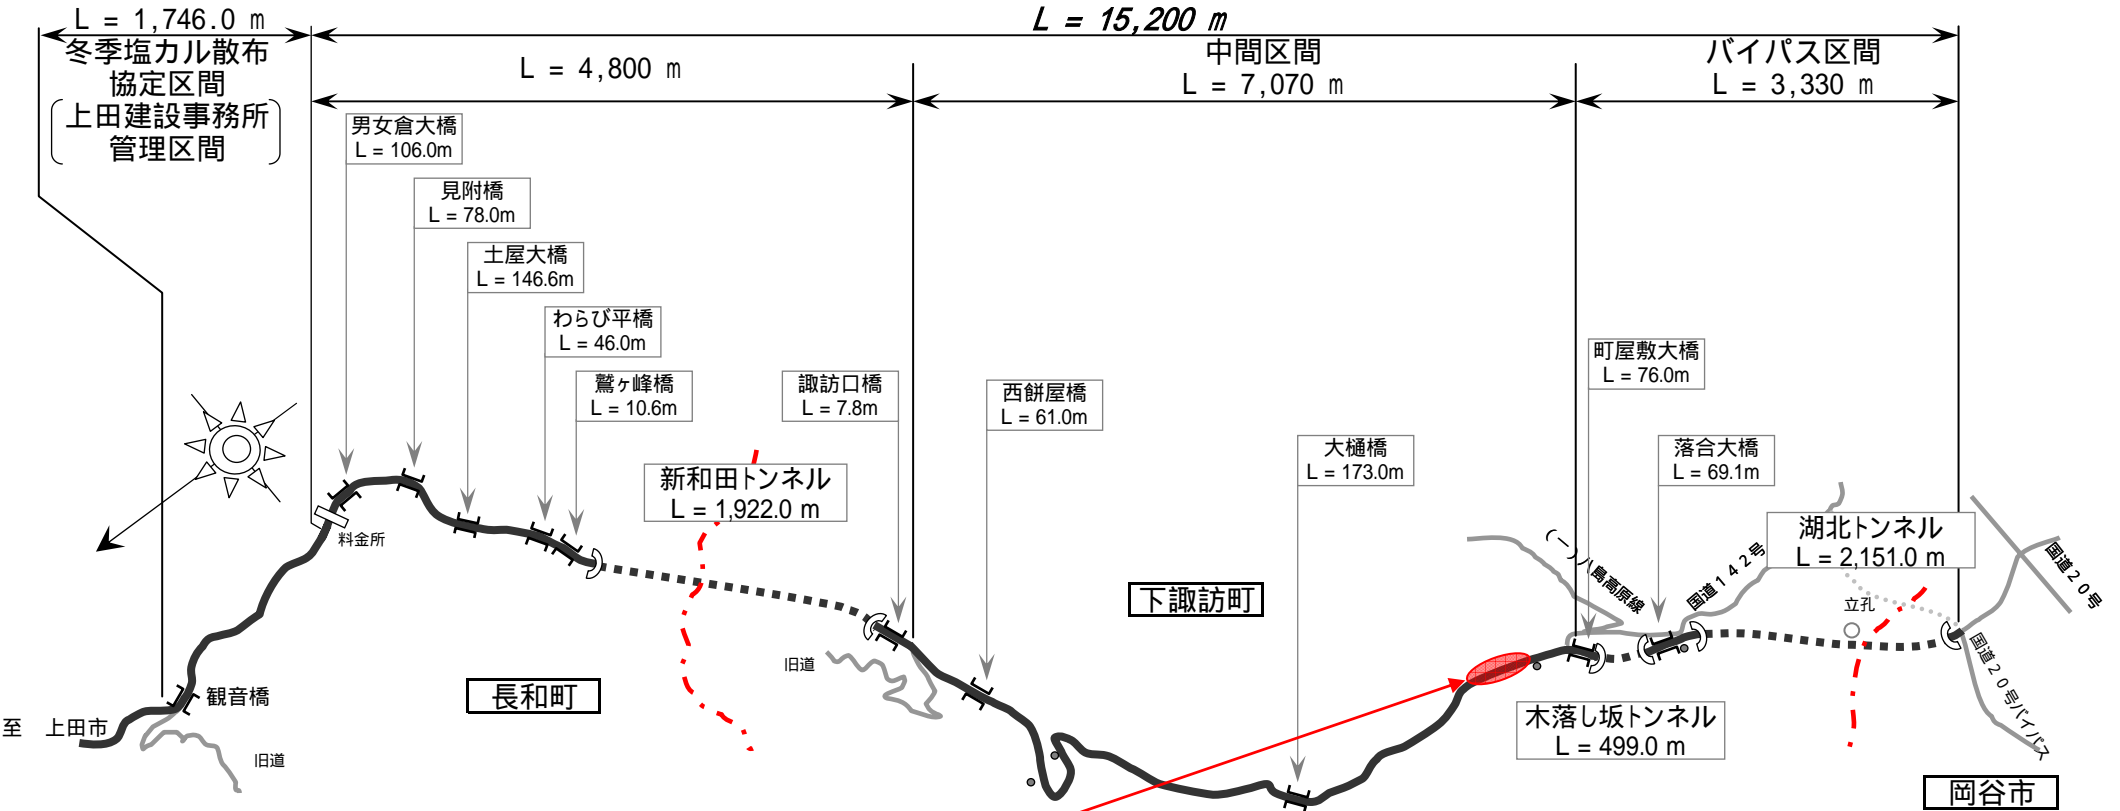 L = 1,746.0 m
冬季塩カル散布
協定区間
上田建設事務所
管理区間
L = 15,200 m
L = 4,800 m
中間区間
L = 7,070 m
バイパス区間
L = 3,330 m
男女倉大橋
L = 106.0m
見附橋
L = 78.0m
土屋大橋
L = 146.6m
わらび平橋
L = 46.0m
鷲ヶ峰橋
L = 10.6m
諏訪口橋
L = 7.8m
西餅屋橋
L = 61.0m
大樋橋
L = 173.0m
町屋敷大橋
L = 76.0m
落合大橋
L = 69.1m
新和田トンネル
L = 1,922.0 m
湖北トンネル
L = 2,151.0 m
木落し坂トンネル
L = 499.0 m
料金所
観音橋
至 上田市
旧道
長和町
旧道
下諏訪町
(一)八島高原線
国道142号
立孔
国道20号
国道20号バイパス
岡谷市